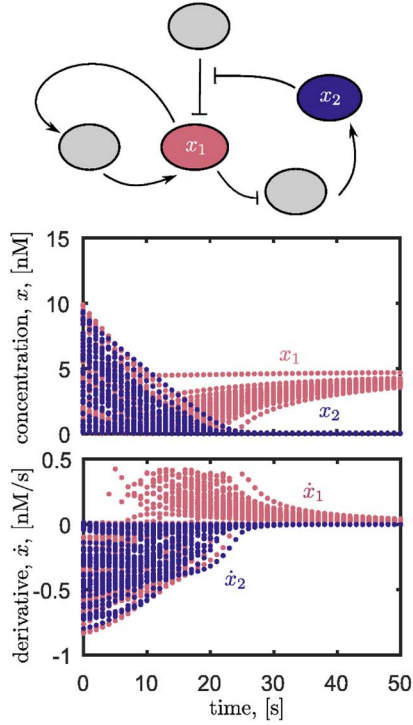 x₂
x₁
15
10
5
0
concentration, x, [nM]
x₁
x₂
0.5
0
-0.5
-1
derivative, ẋ, [nM/s]
ẋ₁
ẋ₂
0 10 20 30 40 50
time, [s]